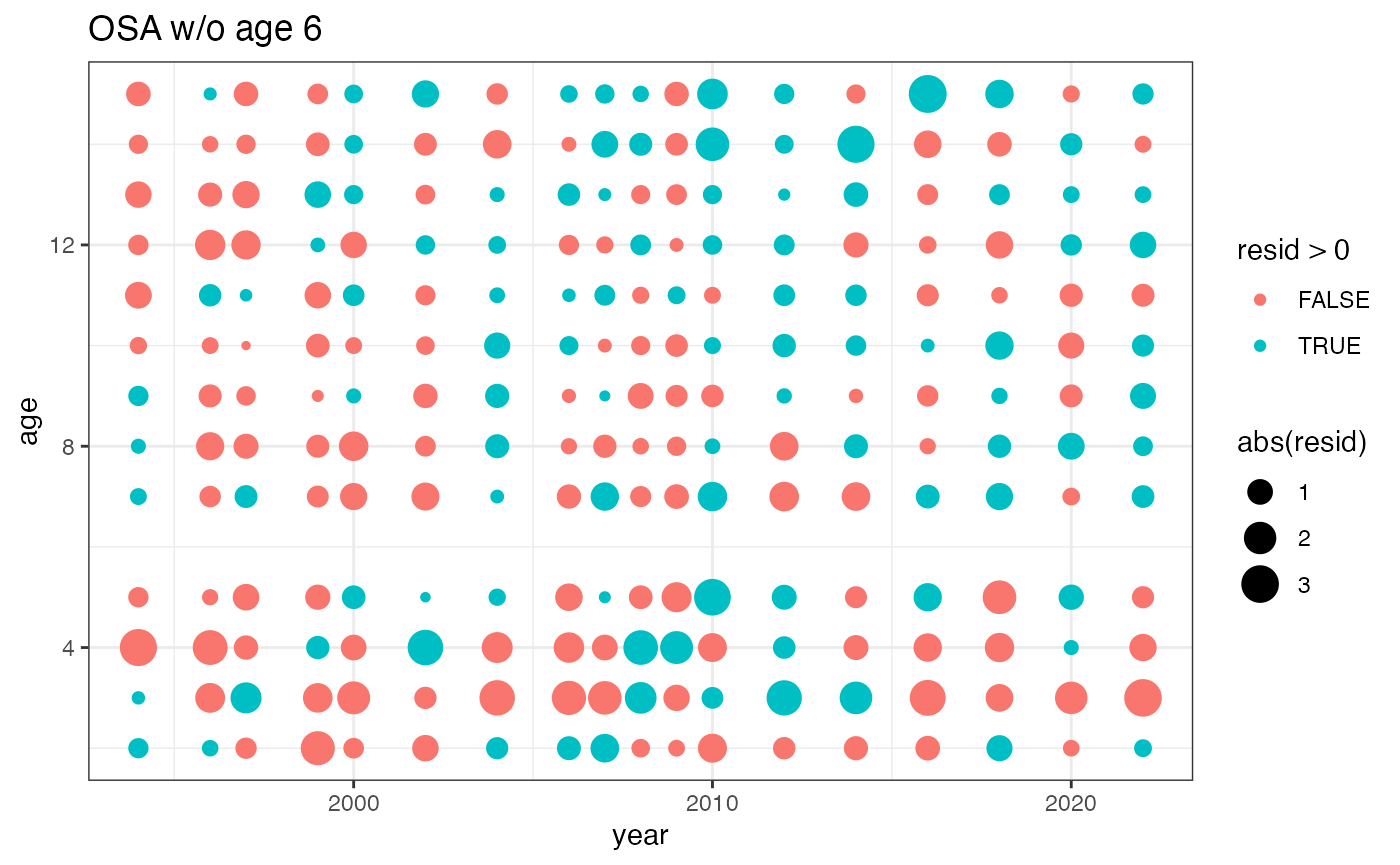 OSA w/o age 6
12
8
4
age
2000 2010 2020
year
resid > 0
FALSE
TRUE
abs(resid)
1
2
3